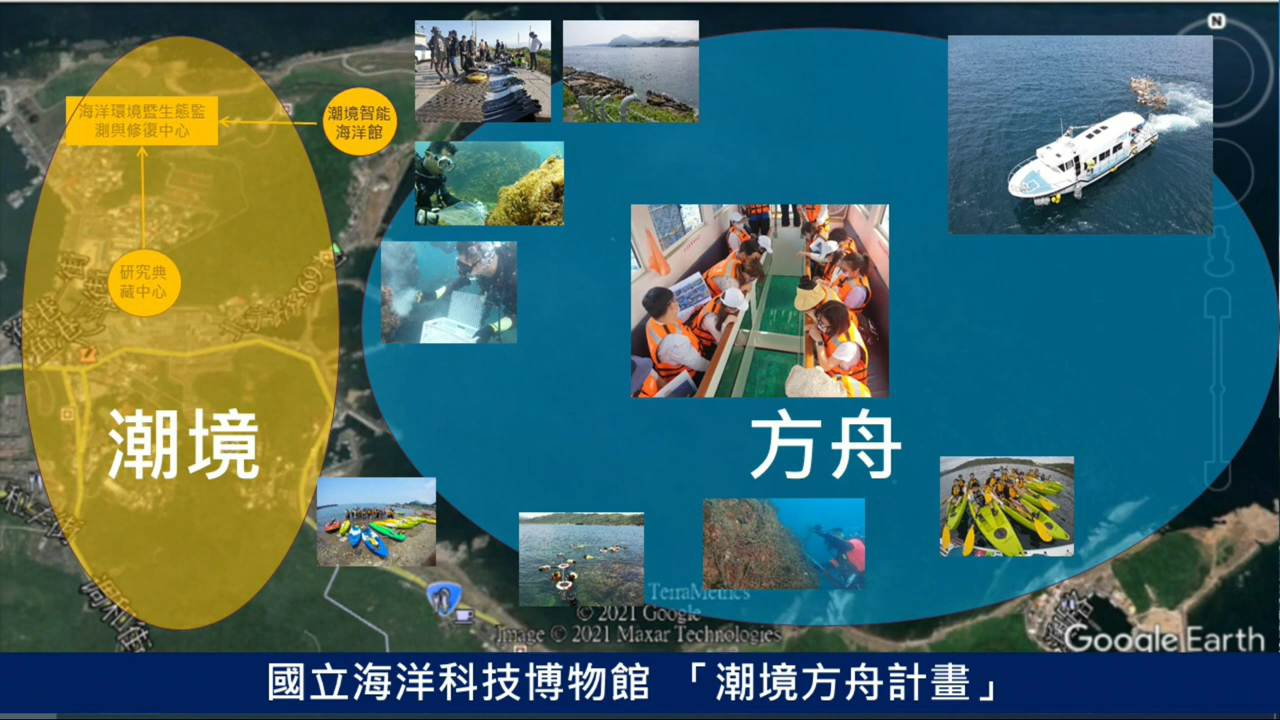 N
海洋環境暨生態監
測與修復中心
潮境智能
海洋館
研究典
藏中心
潮境
方舟
TerraMetrics
© 2021 Google
Image © 2021 Maxar Technologies
Google Earth
國立海洋科技博物館 「潮境方舟計畫」